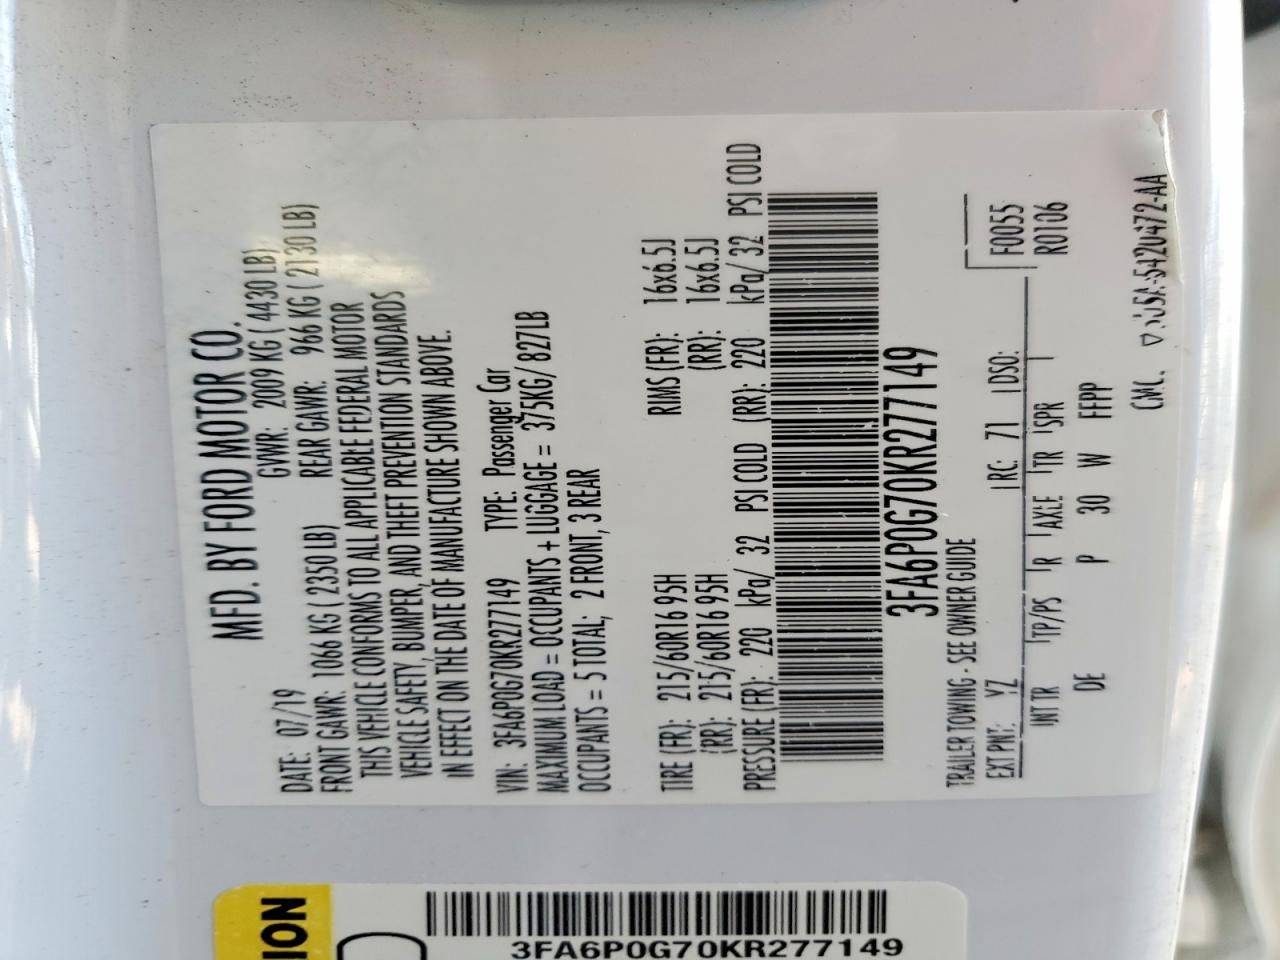 MFD. BY FORD MOTOR CO.
DATE: 07/19 GVWR: 2009 KG ( 4430 LB)
FRONT GAWR: 1066 KG ( 2350 LB) REAR GAWR: 966 KG ( 2130 LB)
THIS VEHICLE CONFORMS TO ALL APPLICABLE FEDERAL MOTOR
VEHICLE SAFETY, BUMPER, AND THEFT PREVENTION STANDARDS
IN EFFECT ON THE DATE OF MANUFACTURE SHOWN ABOVE.
VIN: 3FA6P0G70KR277149 TYPE: Passenger Car
MAXIMUM LOAD = OCCUPANTS + LUGGAGE = 375KG/ 827LB
OCCUPANTS = 5 TOTAL; 2 FRONT, 3 REAR
TIRE (FR): 215/60R16 95H RIMS (FR): 16x6.5J
(RR): 215/60R16 95H (RR): 16x6.5J
PRESSURE (FR): 220 kPa/ 32 PSI COLD (RR): 220 kPa/ 32 PSI COLD
3FA6P0G70KR277149
TRAILER TOWING - SEE OWNER GUIDE
EXT PNT: YZ RC: 71 DSO: F0055
INT TR TP/PS R AXLE TR SPR R0106
DE P 30 W FFPP
ION
3FA6P0G70KR277149